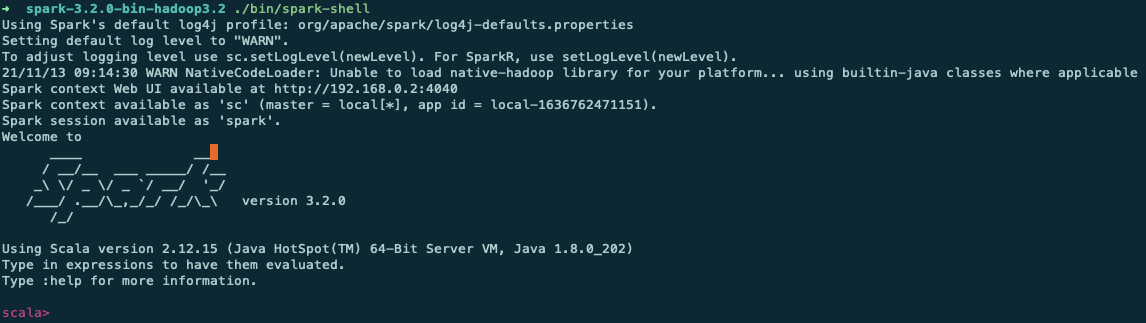 ➜  spark-3.2.0-bin-hadoop3.2 ./bin/spark-shell
Using Spark's default log4j profile: org/apache/spark/log4j-defaults.properties
Setting default log level to "WARN".
To adjust logging level use sc.setLogLevel(newLevel). For SparkR, use setLogLevel(newLevel).
21/11/13 09:14:30 WARN NativeCodeLoader: Unable to load native-hadoop library for your platform... using builtin-java classes where applicable
Spark context Web UI available at http://192.168.0.2:4040
Spark context available as 'sc' (master = local[*], app id = local-1636762471151).
Spark session available as 'spark'.
Welcome to
      ____              __
     / __/__  ___ _____/ /__
    _\ \/ _ \/ _ `/ __/  '_/
   /___/ .__/\_,_/_/ /_/\_\   version 3.2.0
      /_/
Using Scala version 2.12.15 (Java HotSpot(TM) 64-Bit Server VM, Java 1.8.0_202)
Type in expressions to have them evaluated.
Type :help for more information.
scala>